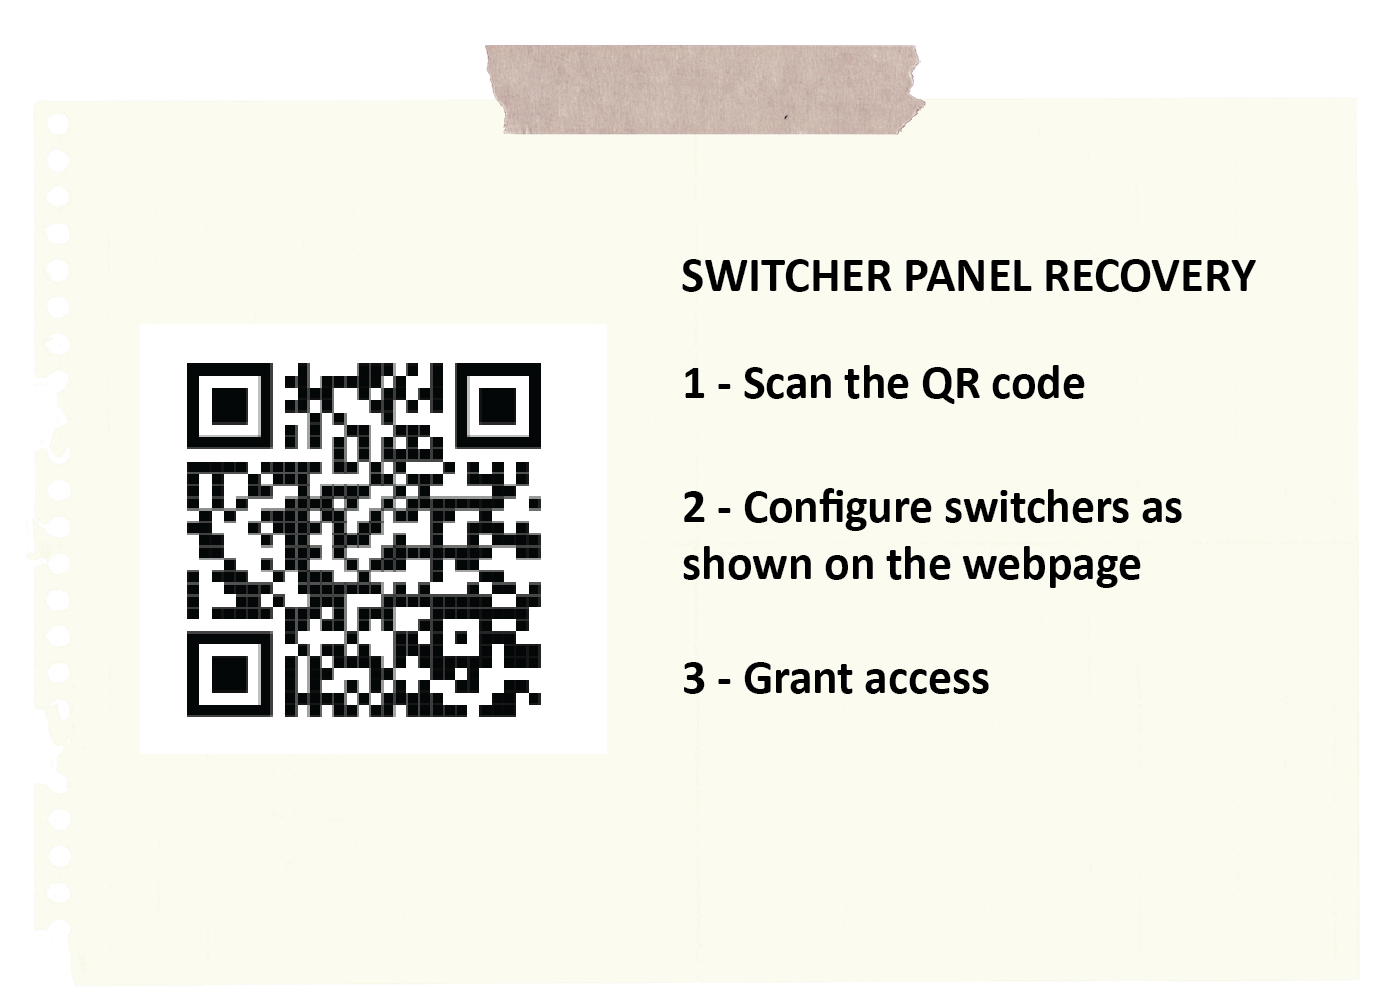 SWITCHER PANEL RECOVERY
1 - Scan the QR code
2 - Configure switchers as
shown on the webpage
3 - Grant access